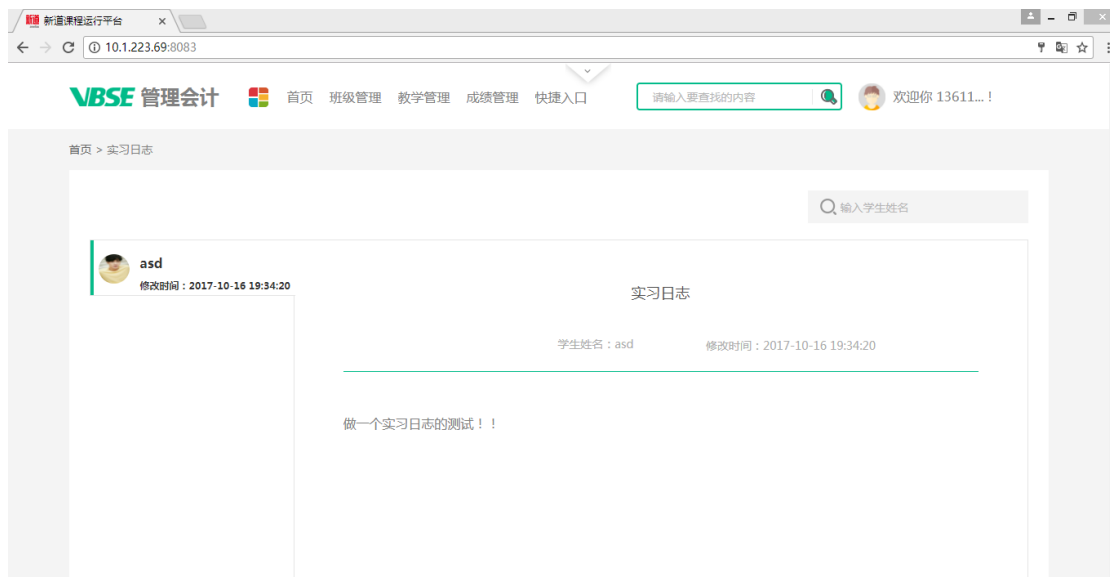 新道 新道课程运行平台
10.1.223.69:8083
VBSE 管理会计 首页 班级管理 教学管理 成绩管理 快捷入口 请输入要查找的内容 欢迎你 13611... !
首页 > 实习日志
输入学生姓名
asd
修改时间：2017-10-16 19:34:20
实习日志
学生姓名：asd 修改时间：2017-10-16 19:34:20
做一个实习日志的测试！！